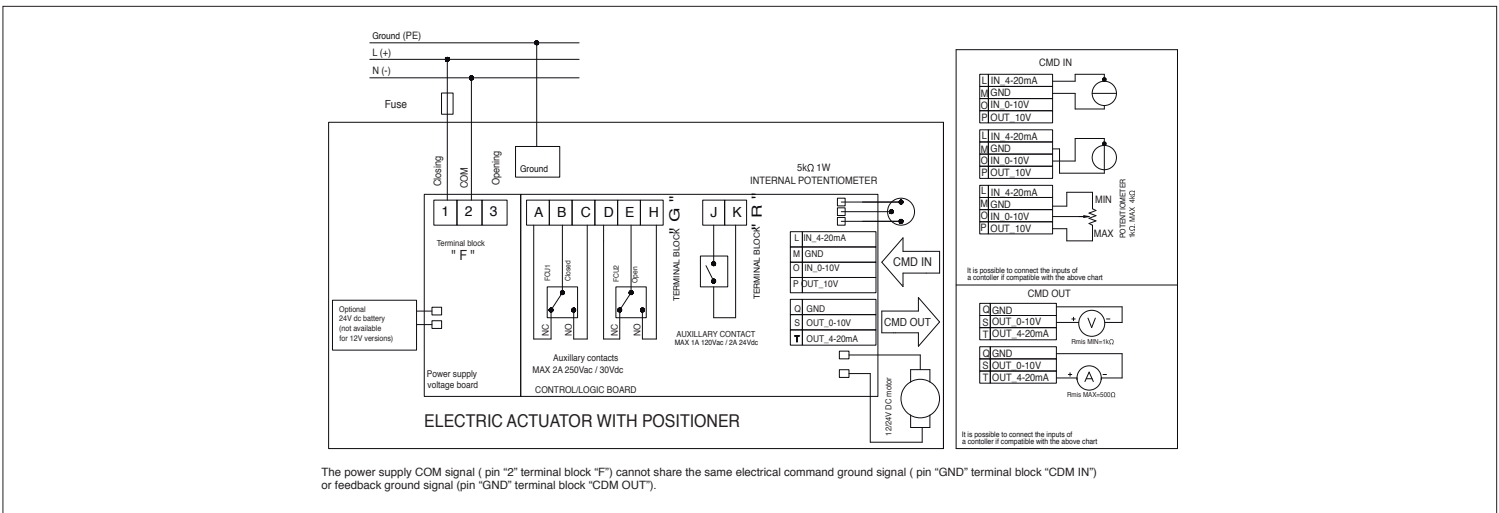 Ground (PE)
L (+)
N (-)
Fuse
Closing
COM
Opening
Ground
1 2 3
Terminal block
" F "
Optional
24V dc battery
(not available
for 12V versions)
Power supply
voltage board
A B C D E H
TERMINAL BLOCK " G "
FCU1
Closed
FCU2
Open
NC
NO
NC
NO
Auxillary contacts
MAX 2A 250Vac / 30Vdc
CONTROL/LOGIC BOARD
J K
TERMINAL BLOCK " R "
AUXILLARY CONTACT
MAX 1A 120Vac / 2A 24Vdc
5kΩ 1W
INTERNAL POTENTIOMETER
L IN_4-20mA
M GND
O IN_0-10V
P OUT_10V
CMD IN
Q GND
S OUT_0-10V
T OUT_4-20mA
CMD OUT
12/24V DC motor
ELECTRIC ACTUATOR WITH POSITIONER
CMD IN
L IN_4-20mA
M GND
O IN_0-10V
P OUT_10V
L IN_4-20mA
M GND
O IN_0-10V
P OUT_10V
L IN_4-20mA
M GND
O IN_0-10V
P OUT_10V
MIN
MAX
POTENTIOMETER
1kΩ. MAX 4kΩ
It is possible to connect the inputs of
a contoller if compatible with the above chart
CMD OUT
Q GND
S OUT_0-10V
T OUT_4-20mA
+ V -
Rmis MIN=1kΩ
Q GND
S OUT_0-10V
T OUT_4-20mA
+ A -
Rmis MAX=500Ω
It is possible to connect the inputs of
a contoller if compatible with the above chart
The power supply COM signal ( pin “2” terminal block “F”) cannot share the same electrical command ground signal ( pin “GND” terminal block “CDM IN”)
or feedback ground signal (pin “GND” terminal block “CDM OUT”).